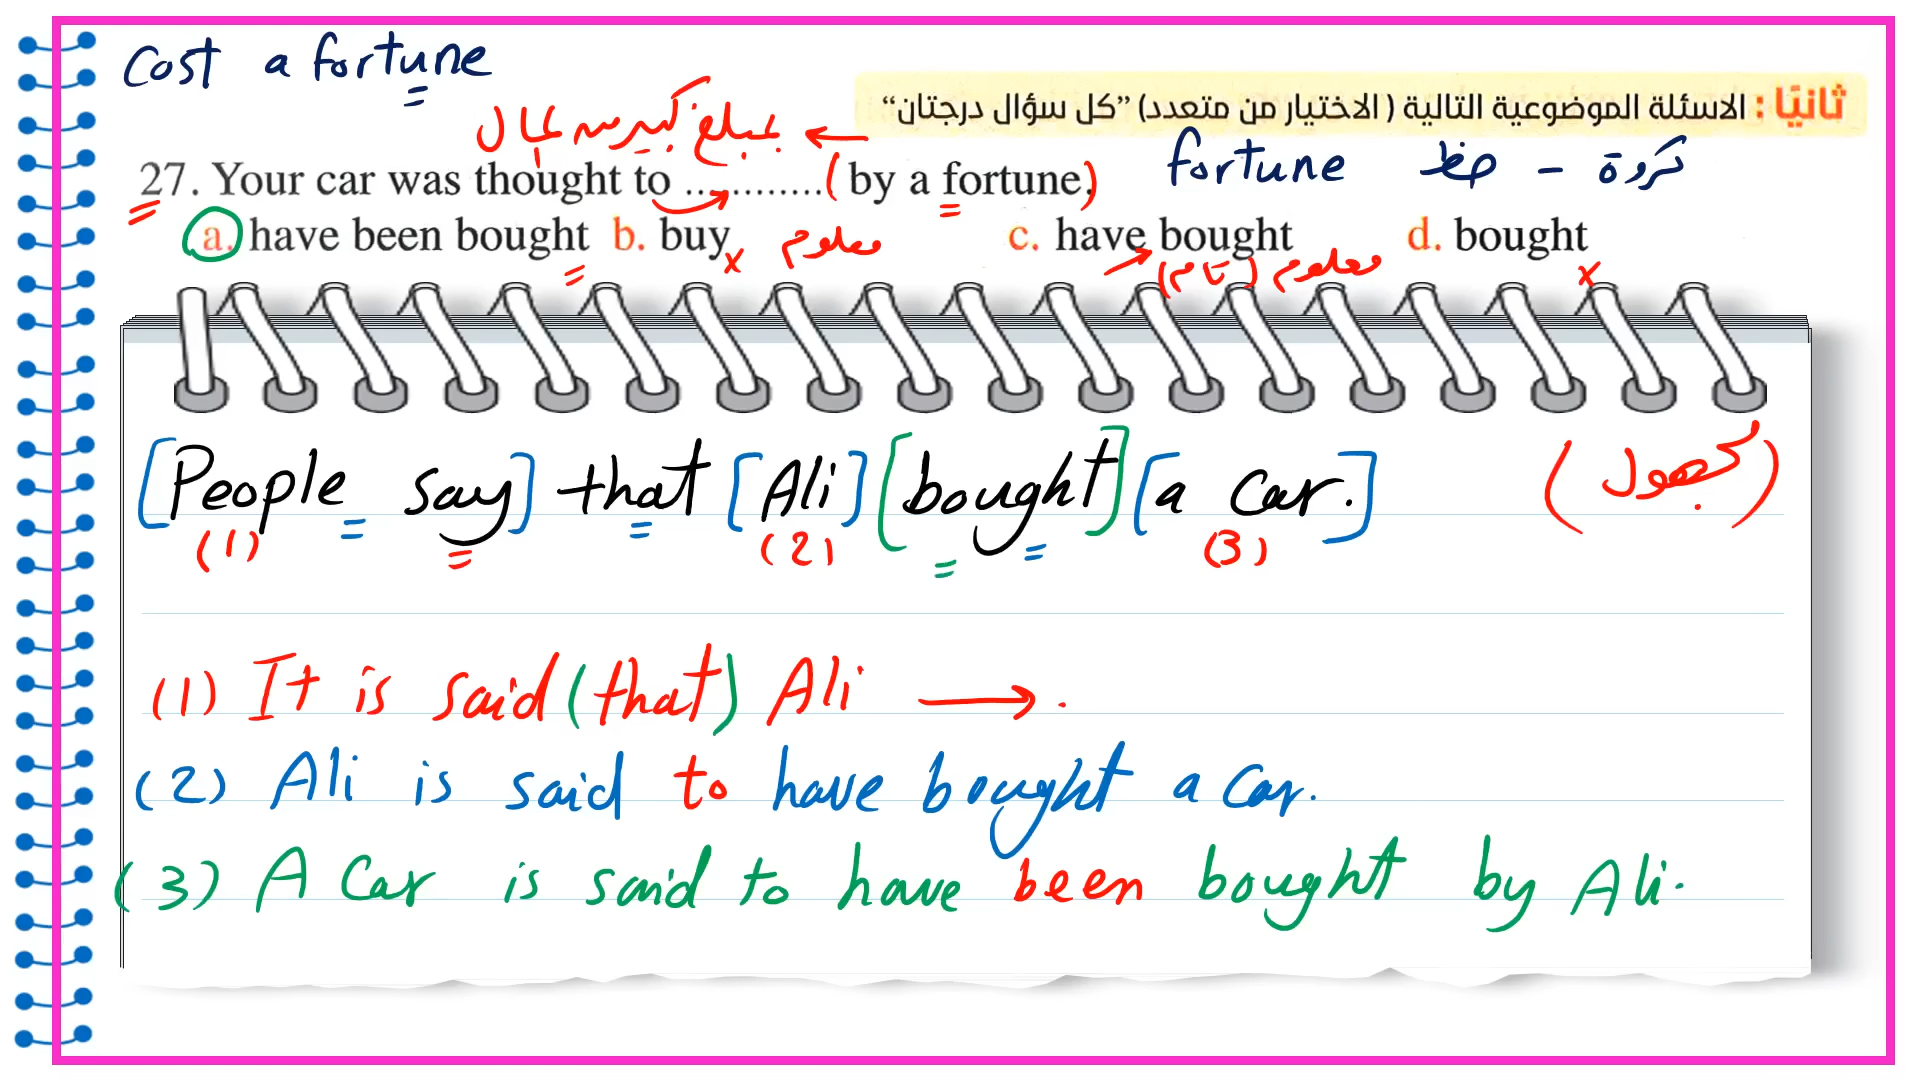 Cost a fortune
ثانيًا : الاسئلة الموضوعية التالية ( الاختيار من متعدد) ”كل سؤال درجتان“
بمبلغ كبير من المال ←
fortune حظ - ثروة
27. Your car was thought to ............ ( by a fortune. )
a. have been bought b. buy x معلوم c. have bought d. bought x
معلوم (تام)
[People say] that [Ali] [bought] [a car.] (مجهول)
(1) (2) (3)
(1) It is said (that) Ali → .
(2) Ali is said to have bought a car.
(3) A Car is said to have been bought by Ali.